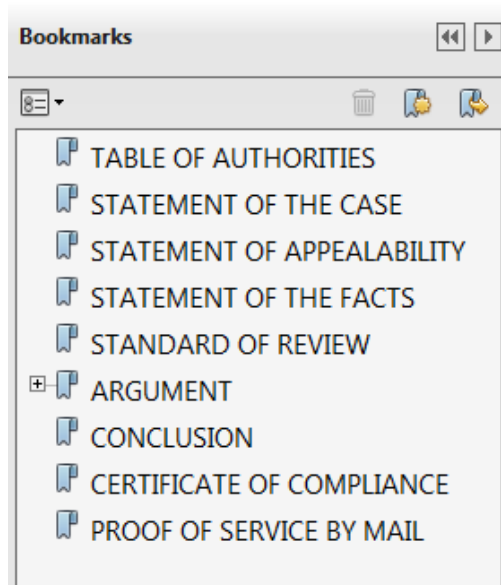 Bookmarks
TABLE OF AUTHORITIES
STATEMENT OF THE CASE
STATEMENT OF APPEALABILITY
STATEMENT OF THE FACTS
STANDARD OF REVIEW
ARGUMENT
CONCLUSION
CERTIFICATE OF COMPLIANCE
PROOF OF SERVICE BY MAIL